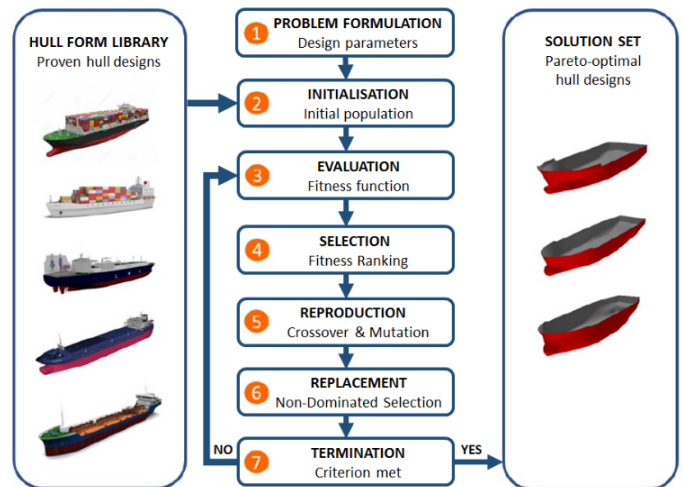 HULL FORM LIBRARY
Proven hull designs
1
PROBLEM FORMULATION
Design parameters
2
INITIALISATION
Initial population
3
EVALUATION
Fitness function
4
SELECTION
Fitness Ranking
5
REPRODUCTION
Crossover & Mutation
6
REPLACEMENT
Non-Dominated Selection
NO
7
TERMINATION
Criterion met
YES
SOLUTION SET
Pareto-optimal
hull designs